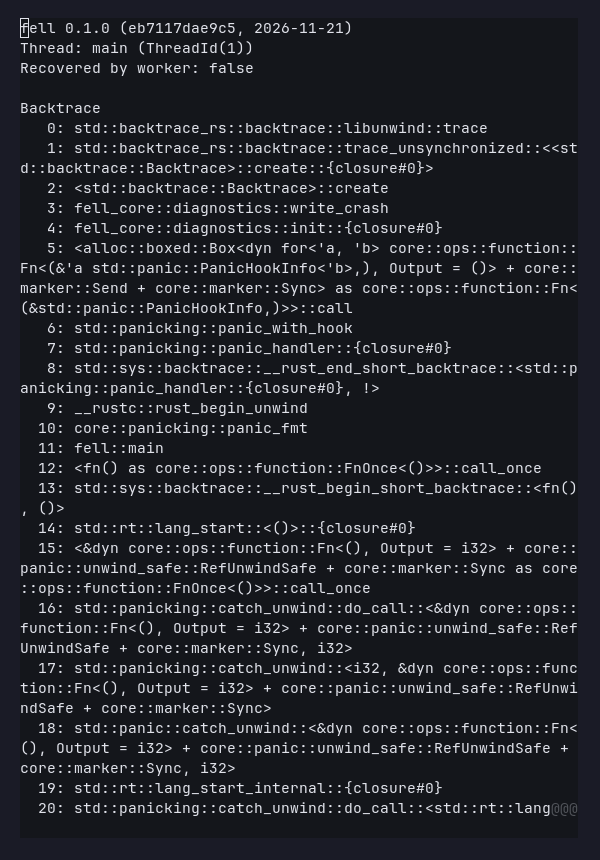 fell 0.1.0 (eb7117dae9c5, 2026-11-21)
Thread: main (ThreadId(1))
Recovered by worker: false

Backtrace
   0: std::backtrace_rs::backtrace::libunwind::trace
   1: std::backtrace_rs::backtrace::trace_unsynchronized::<<st
d::backtrace::Backtrace>::create::{closure#0}>
   2: <std::backtrace::Backtrace>::create
   3: fell_core::diagnostics::write_crash
   4: fell_core::diagnostics::init::{closure#0}
   5: <alloc::boxed::Box<dyn for<'a, 'b> core::ops::function::
Fn<(&'a std::panic::PanicHookInfo<'b>,), Output = ()> + core::
marker::Send + core::marker::Sync> as core::ops::function::Fn<
(&std::panic::PanicHookInfo,)>>::call
   6: std::panicking::panic_with_hook
   7: std::panicking::panic_handler::{closure#0}
   8: std::sys::backtrace::__rust_end_short_backtrace::<std::p
anicking::panic_handler::{closure#0}, !>
   9: __rustc::rust_begin_unwind
  10: core::panicking::panic_fmt
  11: fell::main
  12: <fn() as core::ops::function::FnOnce<()>>::call_once
  13: std::sys::backtrace::__rust_begin_short_backtrace::<fn()
, ()>
  14: std::rt::lang_start::<()>::{closure#0}
  15: <&dyn core::ops::function::Fn<(), Output = i32> + core::
panic::unwind_safe::RefUnwindSafe + core::marker::Sync as core
::ops::function::FnOnce<()>>::call_once
  16: std::panicking::catch_unwind::do_call::<&dyn core::ops::
function::Fn<(), Output = i32> + core::panic::unwind_safe::Ref
UnwindSafe + core::marker::Sync, i32>
  17: std::panicking::catch_unwind::<i32, &dyn core::ops::func
tion::Fn<(), Output = i32> + core::panic::unwind_safe::RefUnwi
ndSafe + core::marker::Sync>
  18: std::panic::catch_unwind::<&dyn core::ops::function::Fn<
(), Output = i32> + core::panic::unwind_safe::RefUnwindSafe +
core::marker::Sync, i32>
  19: std::rt::lang_start_internal::{closure#0}
  20: std::panicking::catch_unwind::do_call::<std::rt::lang@@@